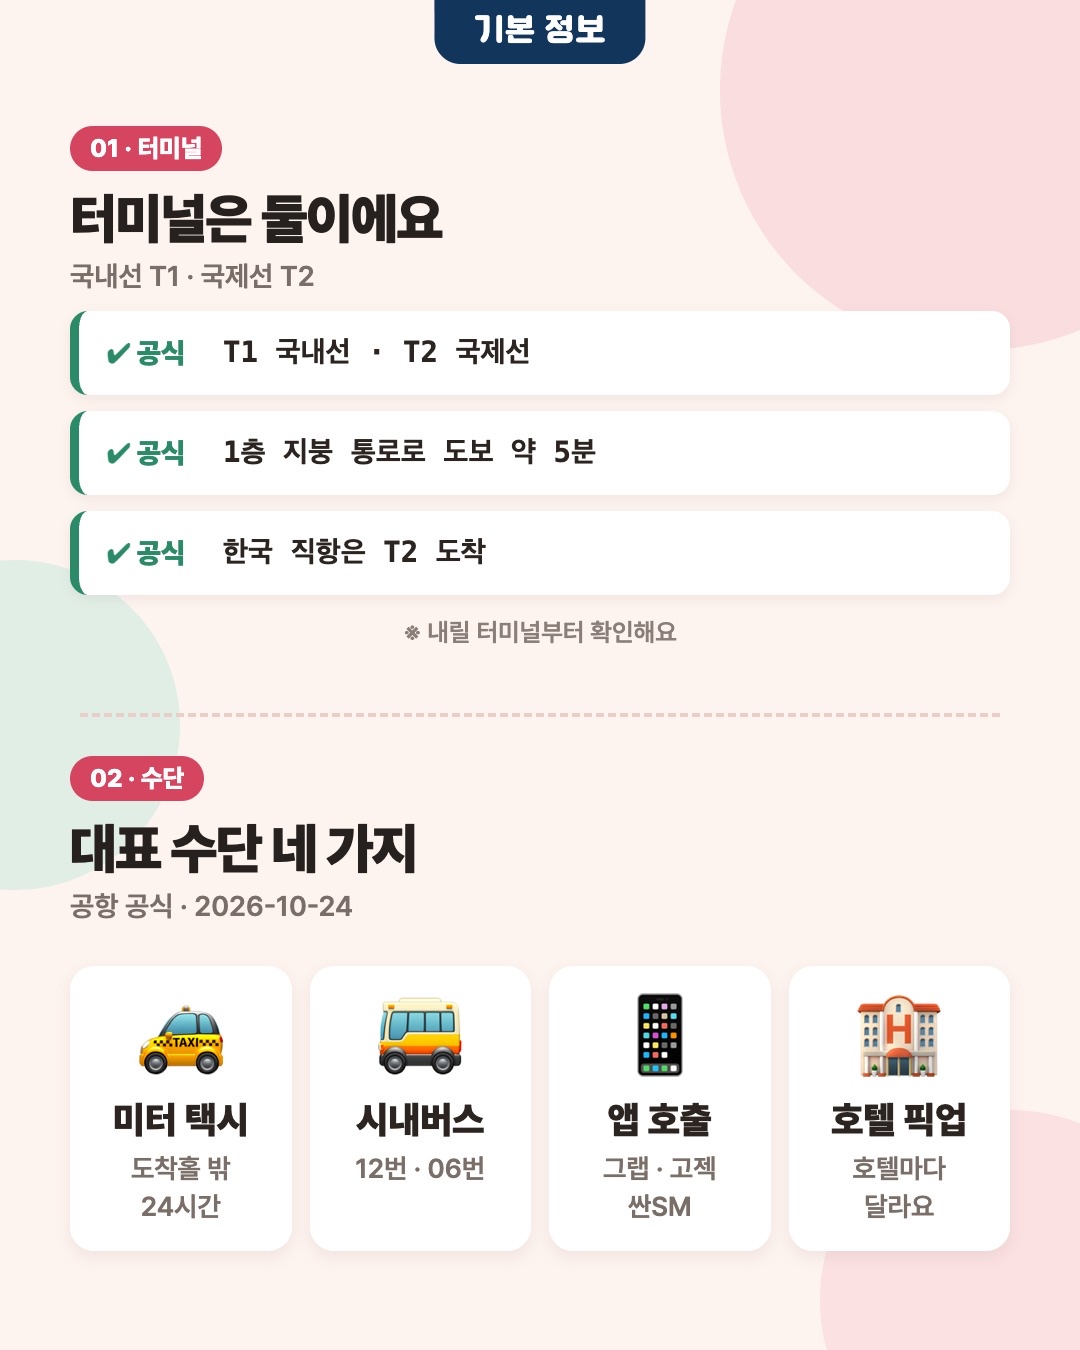 기본 정보
01 · 터미널
터미널은 둘이에요
국내선 T1 · 국제선 T2
✔ 공식 T1 국내선 · T2 국제선
✔ 공식 1층 지붕 통로로 도보 약 5분
✔ 공식 한국 직항은 T2 도착
※ 내릴 터미널부터 확인해요
02 · 수단
대표 수단 네 가지
공항 공식 · 2026-10-24
TAXI
미터 택시
도착홀 밖
24시간
시내버스
12번 · 06번
앱 호출
그랩 · 고젝
싼SM
H
호텔 픽업
호텔마다
달라요